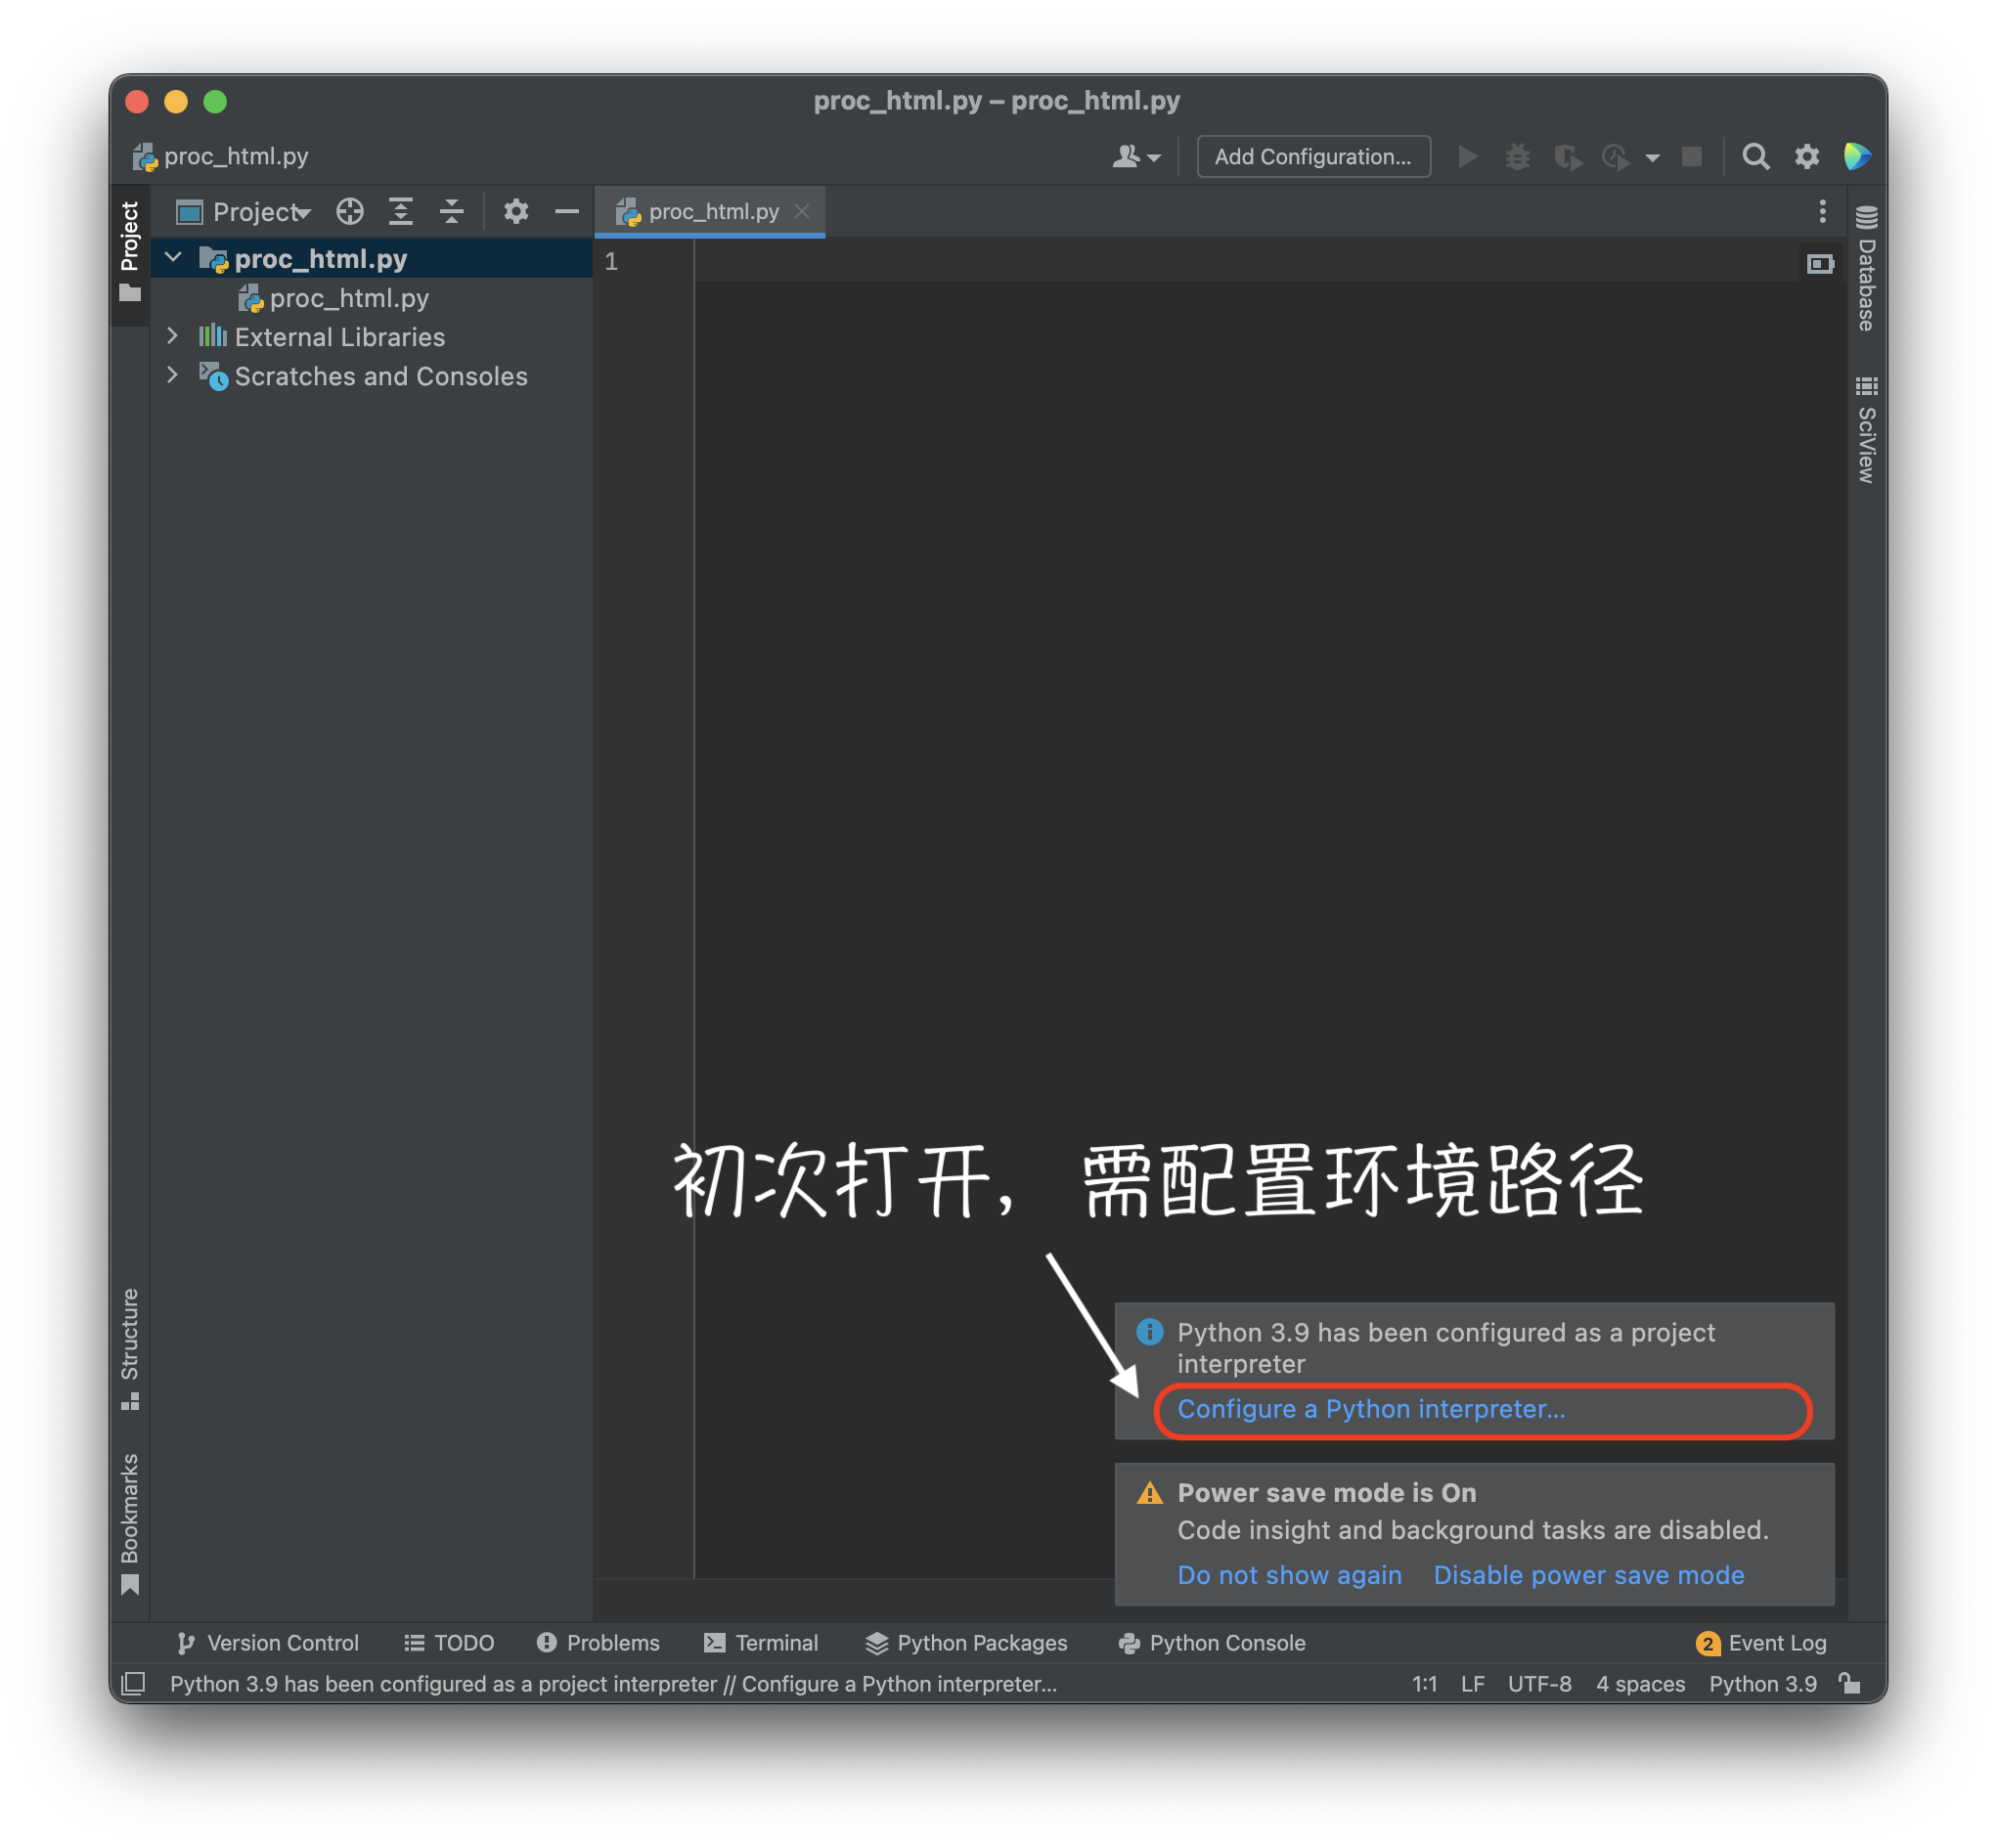 proc_html.py – proc_html.py
proc_html.py
Add Configuration...
Project
Project
proc_html.py
proc_html.py
proc_html.py
External Libraries
Scratches and Consoles
1
Database
SciView
初次打开，需配置环境路径
Python 3.9 has been configured as a project
interpreter
Configure a Python interpreter...
Power save mode is On
Code insight and background tasks are disabled.
Do not show again Disable power save mode
Structure
Bookmarks
Version Control TODO Problems Terminal Python Packages Python Console 2 Event Log
Python 3.9 has been configured as a project interpreter // Configure a Python interpreter... 1:1 LF UTF-8 4 spaces Python 3.9